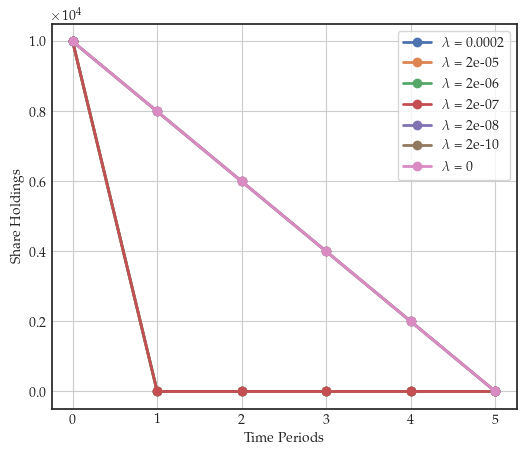 ×10⁴
1.0
0.8
0.6
0.4
0.2
0.0
Share Holdings
0 1 2 3 4 5
Time Periods
λ = 0.0002
λ = 2e-05
λ = 2e-06
λ = 2e-07
λ = 2e-08
λ = 2e-10
λ = 0